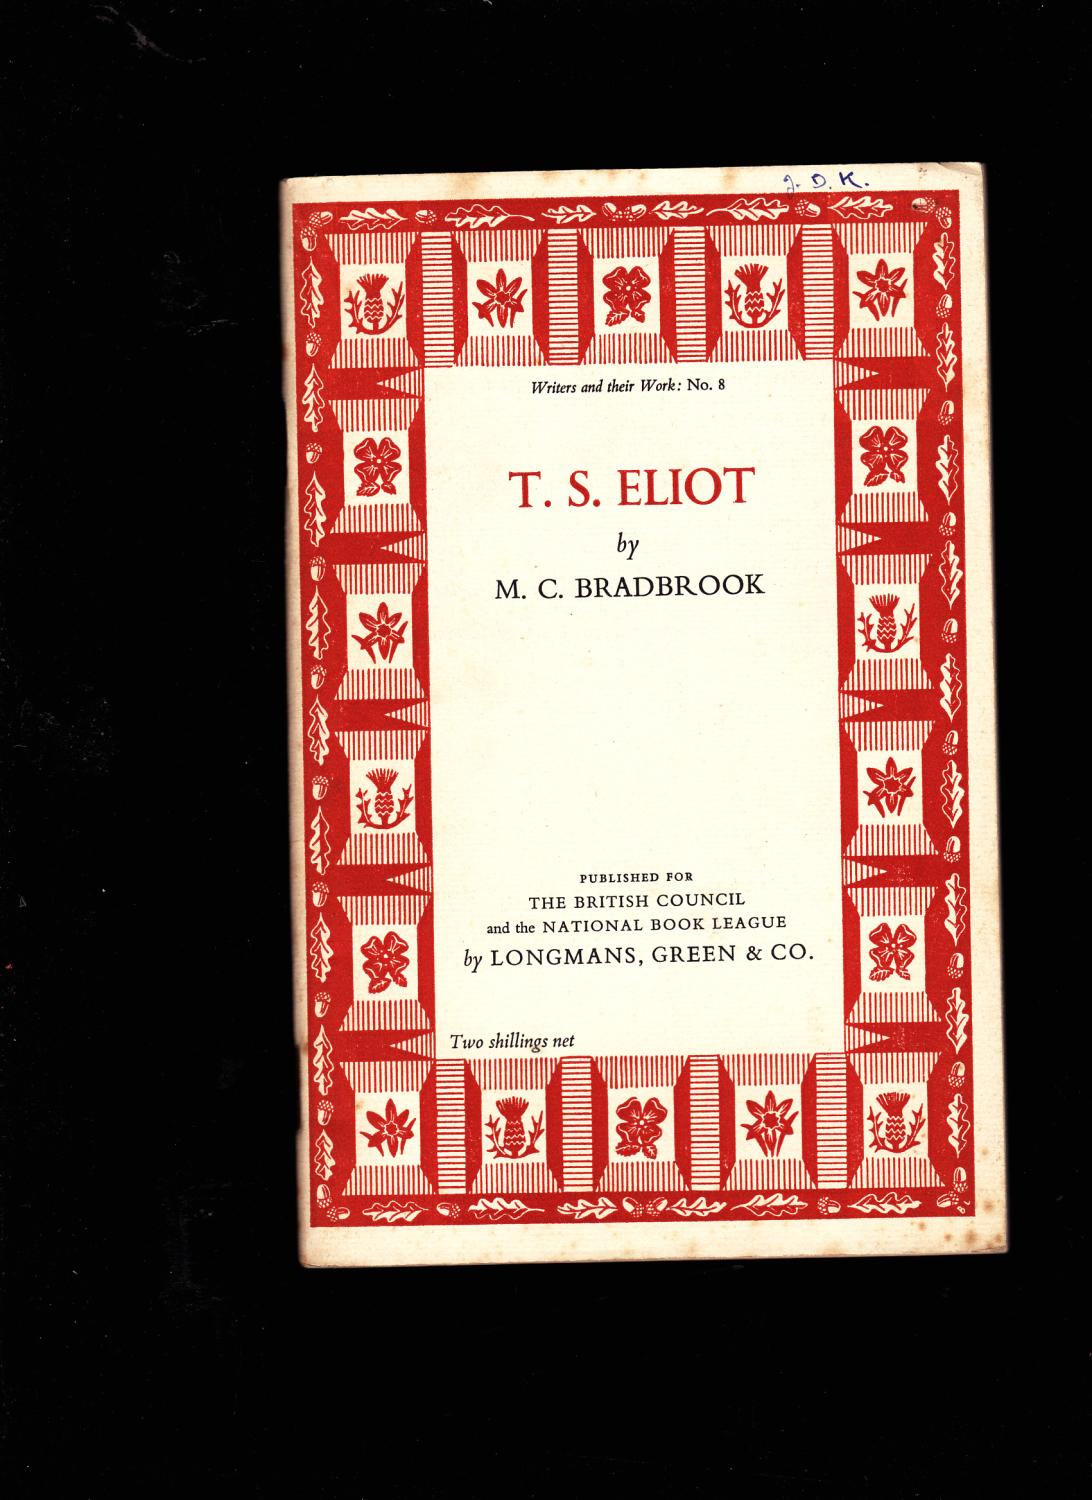 J. D. K.
Writers and their Work: No. 8
T. S. ELIOT
by
M. C. BRADBROOK
PUBLISHED FOR
THE BRITISH COUNCIL
and the NATIONAL BOOK LEAGUE
by LONGMANS, GREEN & CO.
Two shillings net